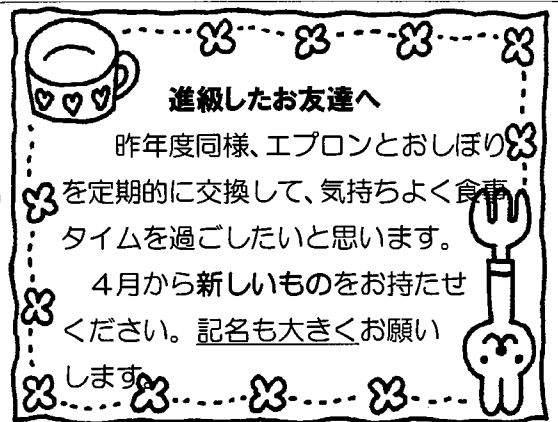 進級したお友達へ
昨年度同様、エプロンとおしぼり
を定期的に交換して、気持ちよく食事
タイムを過ごしたいと思います。
４月から新しいものをお持たせ
ください。記名も大きくお願い
します。